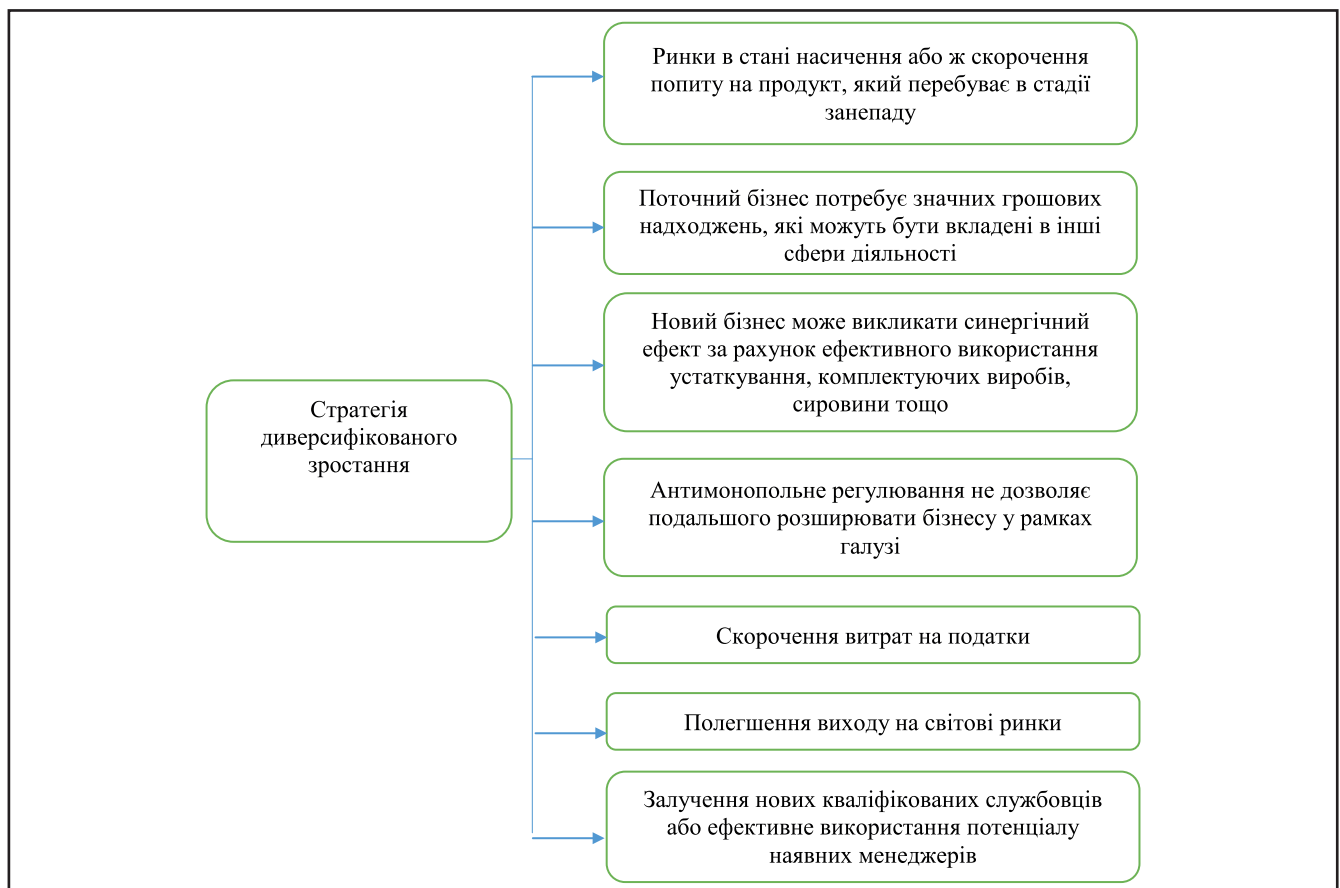 Ринки в стані насичення або ж скорочення
попиту на продукт, який перебуває в стадії
занепаду
Поточний бізнес потребує значних грошових
надходжень, які можуть бути вкладені в інші
сфери діяльності
Новий бізнес може викликати синергічний
ефект за рахунок ефективного використання
устаткування, комплектуючих виробів,
сировини тощо
Стратегія
диверсифікованого
зростання
Антимонопольне регулювання не дозволяє
подальшого розширювати бізнесу у рамках
галузі
Скорочення витрат на податки
Полегшення виходу на світові ринки
Залучення нових кваліфікованих службовців
або ефективне використання потенціалу
наявних менеджерів